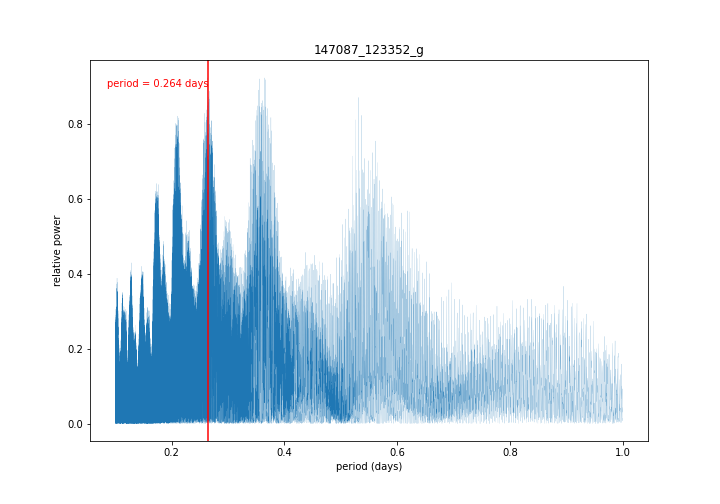 147087_123352_g
period = 0.264 days
relative power
0.8
0.6
0.4
0.2
0.0
0.2 0.4 0.6 0.8 1.0
period (days)